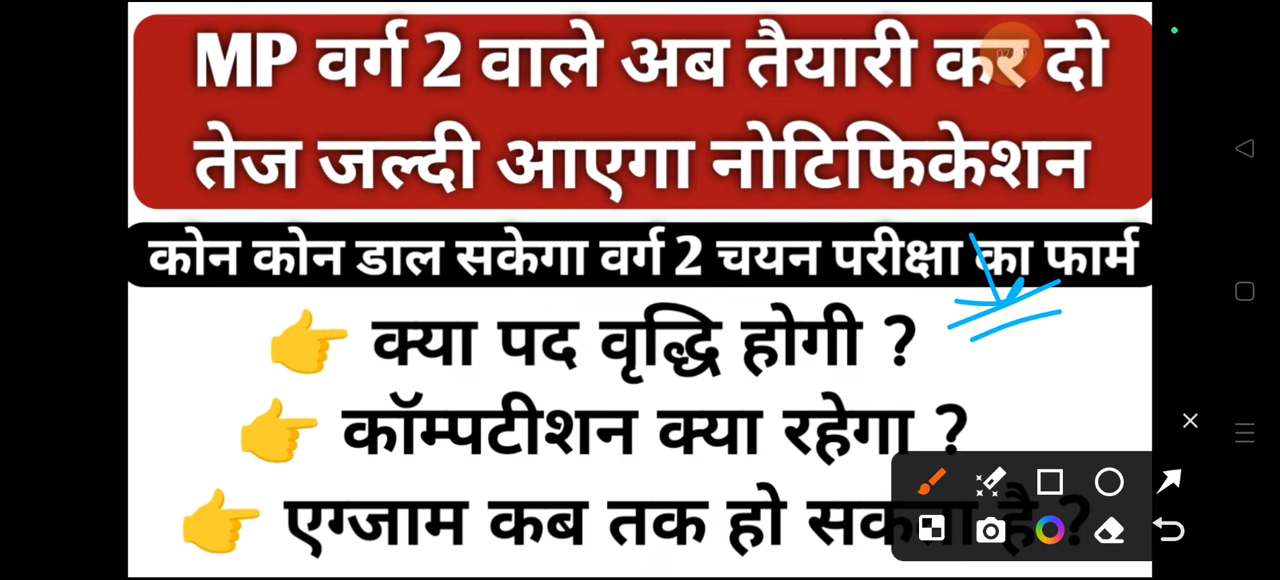 MP वर्ग 2 वाले अब तैयारी कर दो
तेज जल्दी आएगा नोटिफिकेशन
कोन कोन डाल सकेगा वर्ग 2 चयन परीक्षा का फार्म
👉 क्या पद वृद्धि होगी ?
👉 कॉम्पटीशन क्या रहेगा ?
👉 एग्जाम कब तक हो सकता है ?